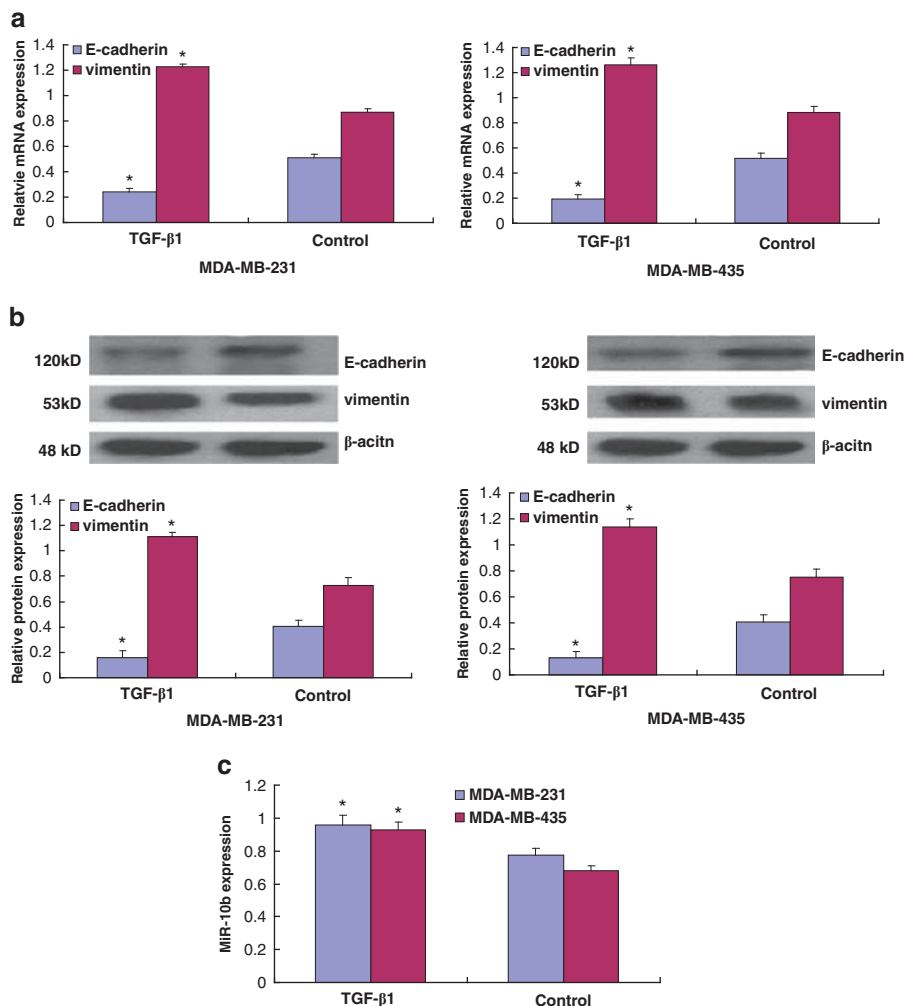 a
1.4
1.2
1
0.8
0.6
0.4
0.2
0
Relatvie mRNA expression
E-cadherin
vimentin
*
*
TGF-β1 Control
MDA-MB-231
1.4
1.2
1
0.8
0.6
0.4
0.2
0
Relative mRNA expression
E-cadherin
vimentin
*
*
TGF-β1 Control
MDA-MB-435
b
120kD E-cadherin
53kD vimentin
48 kD β-acitn
120kD E-cadherin
53kD vimentin
48 kD β-acitn
1.4
1.2
1
0.8
0.6
0.4
0.2
0
Relative protein expression
E-cadherin
vimentin
*
*
TGF-β1 Control
MDA-MB-231
1.4
1.2
1
0.8
0.6
0.4
0.2
0
Relative protein expression
E-cadherin
vimentin
*
*
TGF-β1 Control
MDA-MB-435
c
1.2
1
0.8
0.6
0.4
0.2
0
MiR-10b expression
MDA-MB-231
MDA-MB-435
* *
TGF-β1 Control